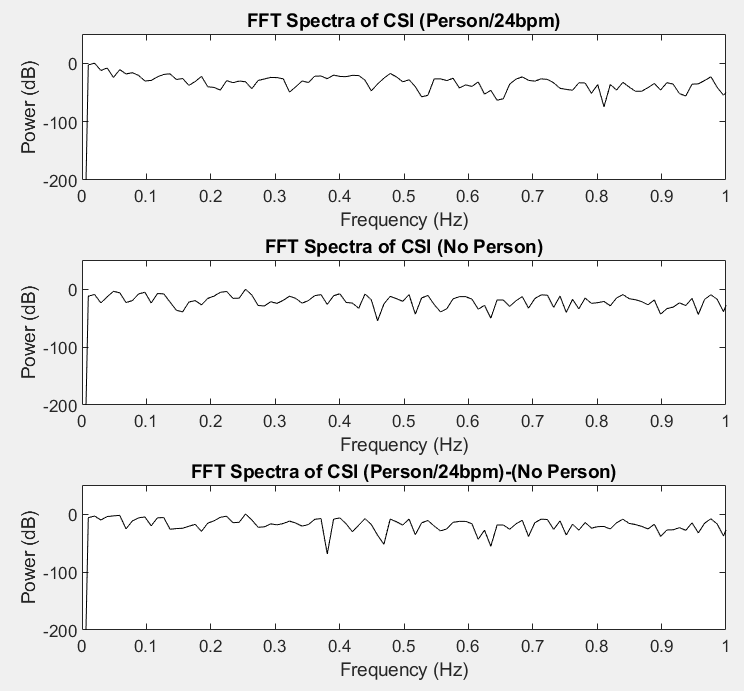 FFT Spectra of CSI (Person/24bpm)
0
-100
-200
Power (dB)
0 0.1 0.2 0.3 0.4 0.5 0.6 0.7 0.8 0.9 1
Frequency (Hz)
FFT Spectra of CSI (No Person)
0
-100
-200
Power (dB)
0 0.1 0.2 0.3 0.4 0.5 0.6 0.7 0.8 0.9 1
Frequency (Hz)
FFT Spectra of CSI (Person/24bpm)-(No Person)
0
-100
-200
Power (dB)
0 0.1 0.2 0.3 0.4 0.5 0.6 0.7 0.8 0.9 1
Frequency (Hz)